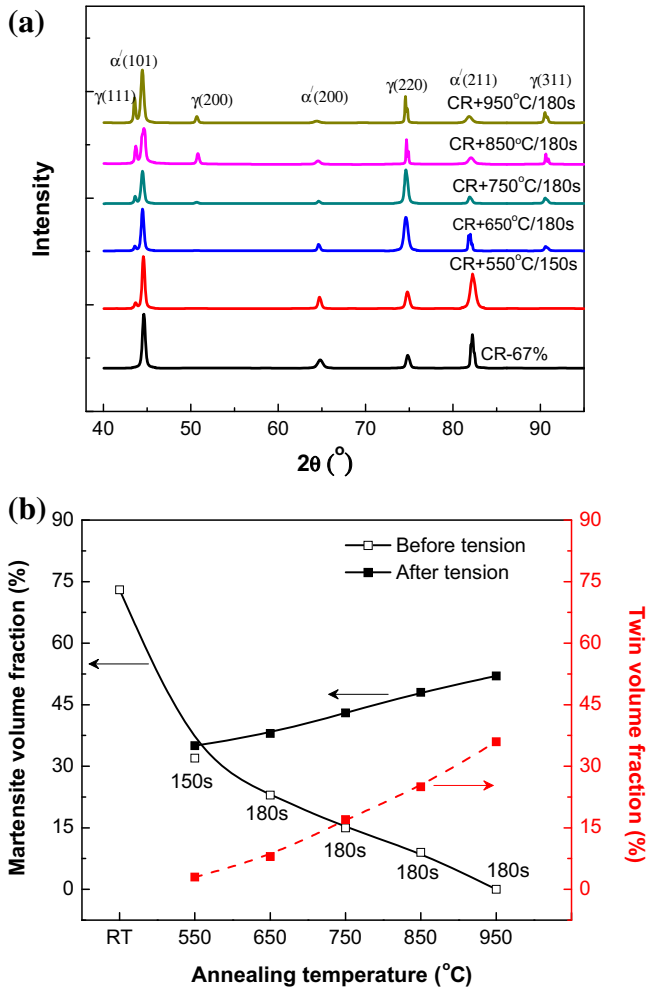 (a)
α'(101)
γ(111)
γ(200)
α'(200)
γ(220)
α'(211)
γ(311)
CR+950°C/180s
CR+850°C/180s
CR+750°C/180s
CR+650°C/180s
CR+550°C/150s
CR-67%
Intensity
40 50 60 70 80 90
2θ (°)
(b)
90
75
60
45
30
15
0
Martensite volume fraction (%)
Before tension
After tension
150s
180s
180s
180s
180s
90
75
60
45
30
15
0
Twin volume fraction (%)
RT 550 650 750 850 950
Annealing temperature (°C)